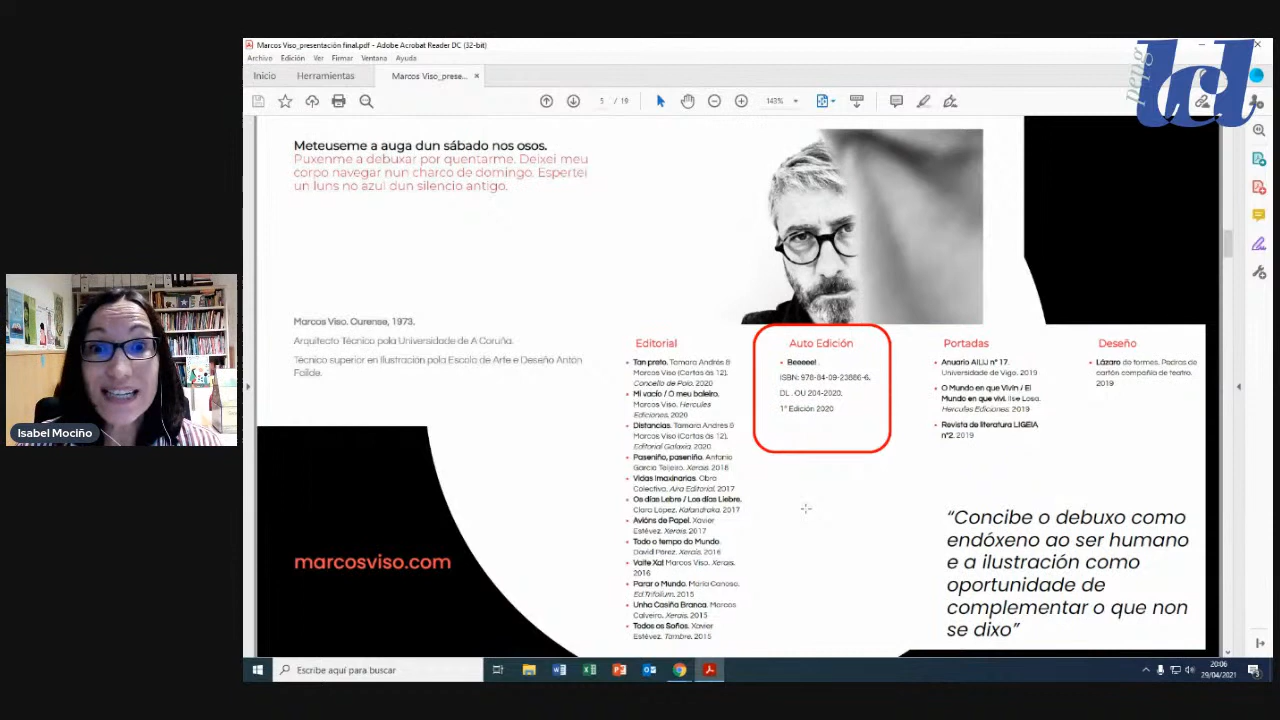 Marcos Viso_presentación final.pdf - Adobe Acrobat Reader DC (32-bit)
Archivo Edición Ver Firmar Ventana Ayuda
Inicio Herramientas Marcos Viso_prese... ×
5 / 19 143%
peng
ld
Meteuseme a auga dun sábado nos osos.
Puxenme a debuxar por quentarme. Deixei meu
corpo navegar nun charco de domingo. Espertei
un luns no azul dun silencio antigo.
Marcos Viso. Ourense, 1973.
Arquitecto Técnico pola Universidade de A Coruña.
Técnico superior en Ilustración pola Escola de Arte e Deseño Antón
Failde.
marcosviso.com
Editorial
Tan preto. Tamara Andrés &
Marcos Viso (Cartas ás 12).
Concello de Poio. 2020
Mi vacío / O meu baleiro.
Marcos Viso. Hercules
Ediciones. 2020
Distancias. Tamara Andres &
Marcos Viso (Cartas ás 12).
Editorial Galaxia. 2020
Paseniño, paseniño. Antonio
García Teijeiro. Xerais. 2018
Vidas Imaxinarias. Obra
Colectiva. Aira Editorial. 2017
Os días Lebre / Los días Liebre.
Clara López. Kalandraka. 2017
Avións de Papel. Xavier
Estévez. Xerais. 2017
Todo o tempo do Mundo.
David Pérez. Xerais. 2016
Valte Xa! Marcos Viso. Xerais.
2016
Parar o Mundo. María Canosa.
Ed.Trifolium. 2015
Unha Casiña Branca. Marcos
Calveiro. Xerais. 2015
Todos os Soños. Xavier
Estévez. Tambre. 2015
Auto Edición
Beeeee! .
ISBN: 978-84-09-23886-6.
DL . OU 204-2020.
1ª Edición 2020
Portadas
Anuario AILIJ nº 17.
Universidade de Vigo. 2019
O Mundo en que Vivín / El
Mundo en que viví. Ilse Losa.
Hercules Ediciones. 2019
Revista de literatura LIGEIA
nº2. 2019
Deseño
Lázaro de Tormes. Pedras de
cartón compañía de teatro.
2019
“Concibe o debuxo como
endóxeno ao ser humano
e a ilustración como
oportunidade de
complementar o que non
se dixo”
Isabel Mociño
Escribe aquí para buscar
20:06
29/04/2021
3